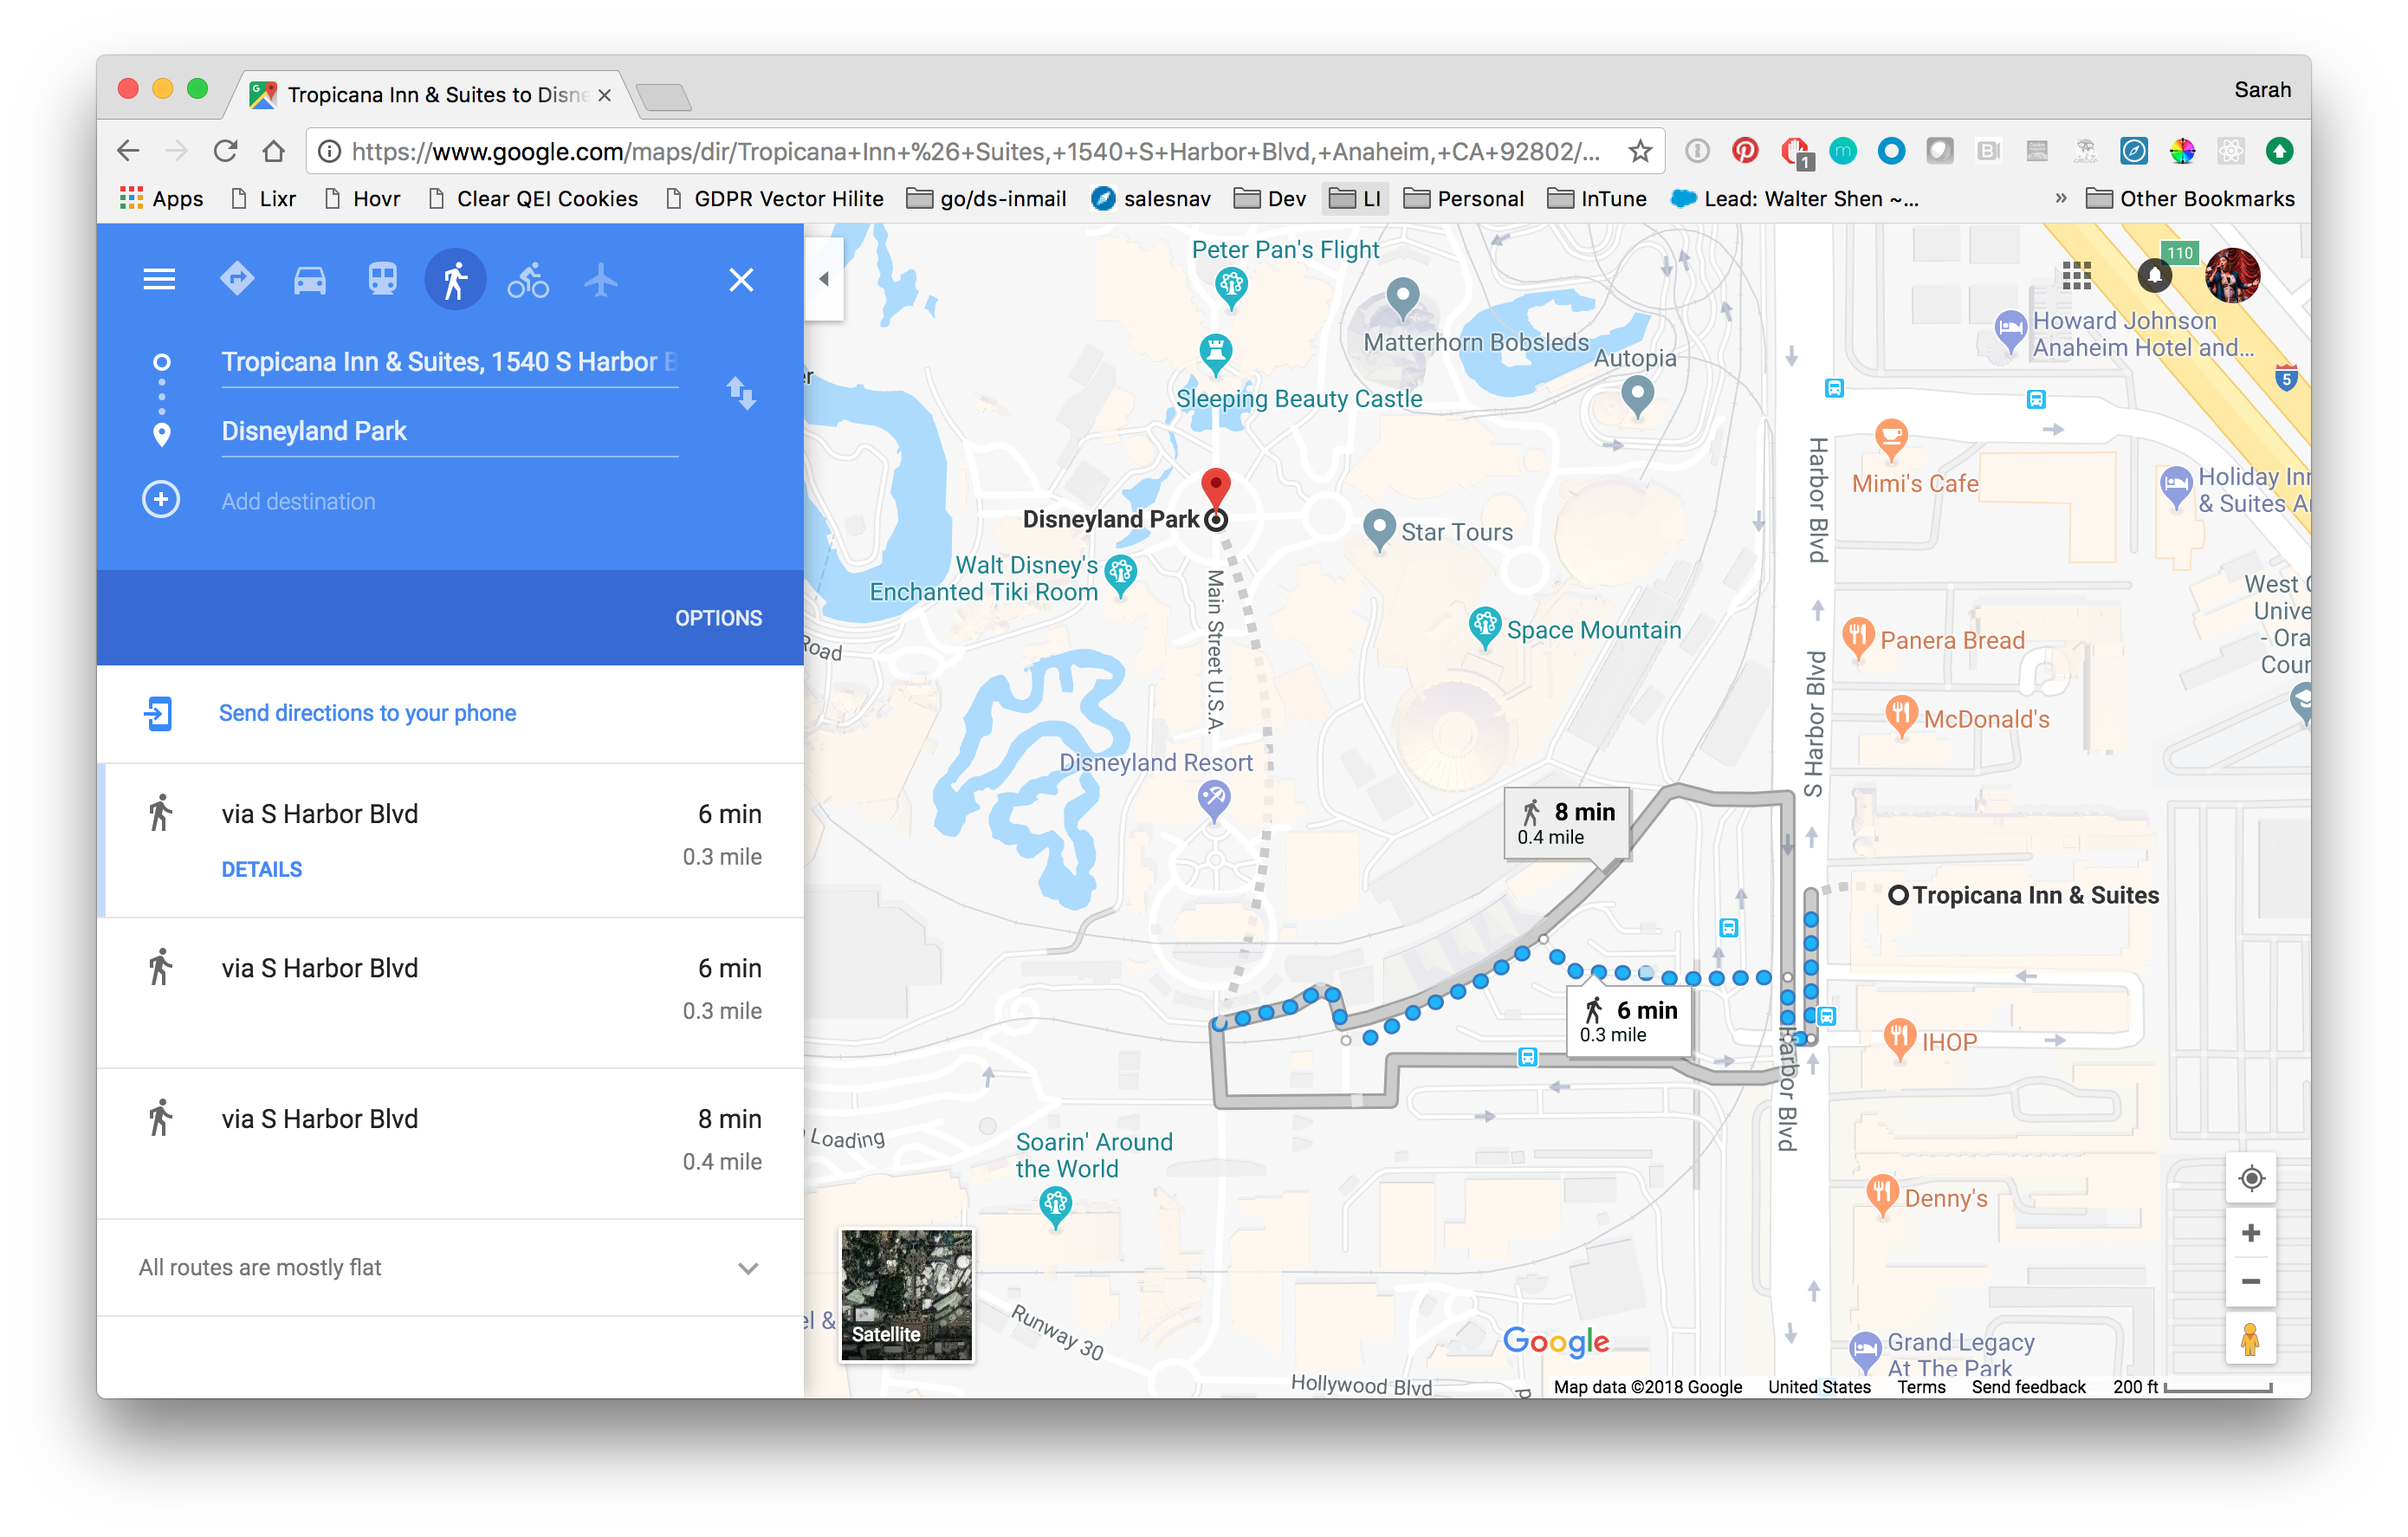 Tropicana Inn & Suites to Disne
Sarah
https://www.google.com/maps/dir/Tropicana+Inn+%26+Suites,+1540+S+Harbor+Blvd,+Anaheim,+CA+92802/...
1
Apps
Lixr
Hovr
Clear QEI Cookies
GDPR Vector Hilite
go/ds-inmail
salesnav
Dev
LI
Personal
InTune
Lead: Walter Shen ~...
»
Other Bookmarks
Tropicana Inn & Suites, 1540 S Harbor B
Disneyland Park
Add destination
OPTIONS
Send directions to your phone
via S Harbor Blvd
6 min
DETAILS
0.3 mile
via S Harbor Blvd
6 min
0.3 mile
via S Harbor Blvd
8 min
0.4 mile
All routes are mostly flat
Peter Pan's Flight
110
Howard Johnson
Anaheim Hotel and...
Matterhorn Bobsleds
Autopia
5
Sleeping Beauty Castle
Harbor Blvd
Mimi's Cafe
Holiday Inn
& Suites A
Disneyland Park
Star Tours
Walt Disney's
Enchanted Tiki Room
Main Street U.S.A.
West C
Unive
- Ora
Cour
Road
Space Mountain
Panera Bread
S Harbor Blvd
McDonald's
Disneyland Resort
8 min
0.4 mile
Tropicana Inn & Suites
6 min
0.3 mile
IHOP
Harbor Blvd
Loading
Soarin' Around
the World
Denny's
Satellite
el &
Runway 30
Google
Grand Legacy
At The Park
Hollywood Blvd
Map data ©2018 Google
United States
Terms
Send feedback
200 ft